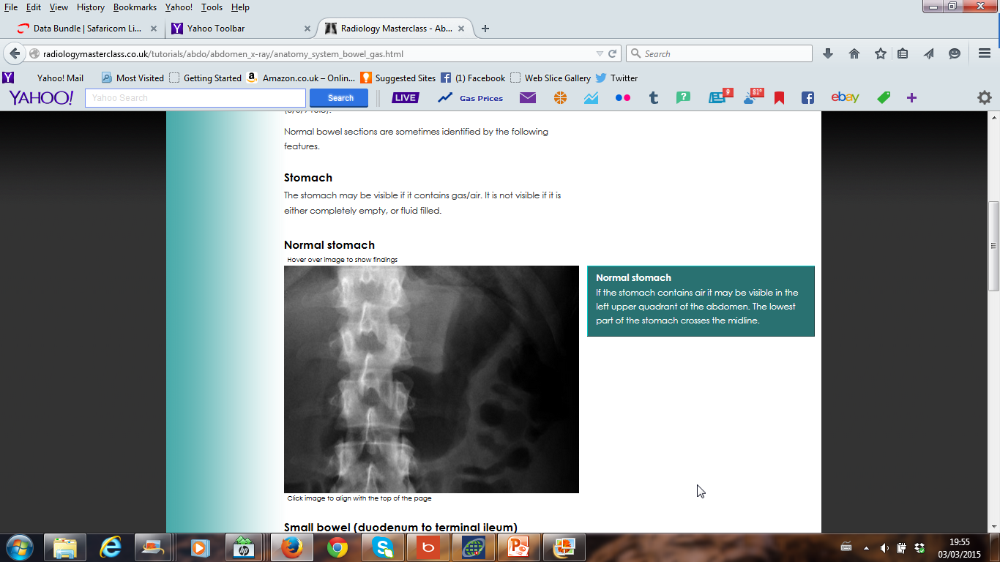 File Edit View History Bookmarks Yahoo! Tools Help
Data Bundle | Safaricom Li...
Yahoo Toolbar
Radiology Masterclass - Ab...
radiologymasterclass.co.uk/tutorials/abdo/abdomen_x-ray/anatomy_system_bowel_gas.html
Search
Yahoo! Mail Most Visited Getting Started Amazon.co.uk – Onlin... Suggested Sites (1) Facebook Web Slice Gallery Twitter
YAHOO! Yahoo Search Search LIVE Gas Prices 9 81° ebay
Normal bowel sections are sometimes identified by the following
features.
Stomach
The stomach may be visible if it contains gas/air. It is not visible if it is
either completely empty, or fluid filled.
Normal stomach
Hover over image to show findings
Normal stomach
If the stomach contains air it may be visible in the
left upper quadrant of the abdomen. The lowest
part of the stomach crosses the midline.
Click image to align with the top of the page
Small bowel (duodenum to terminal ileum)
19:55
03/03/2015